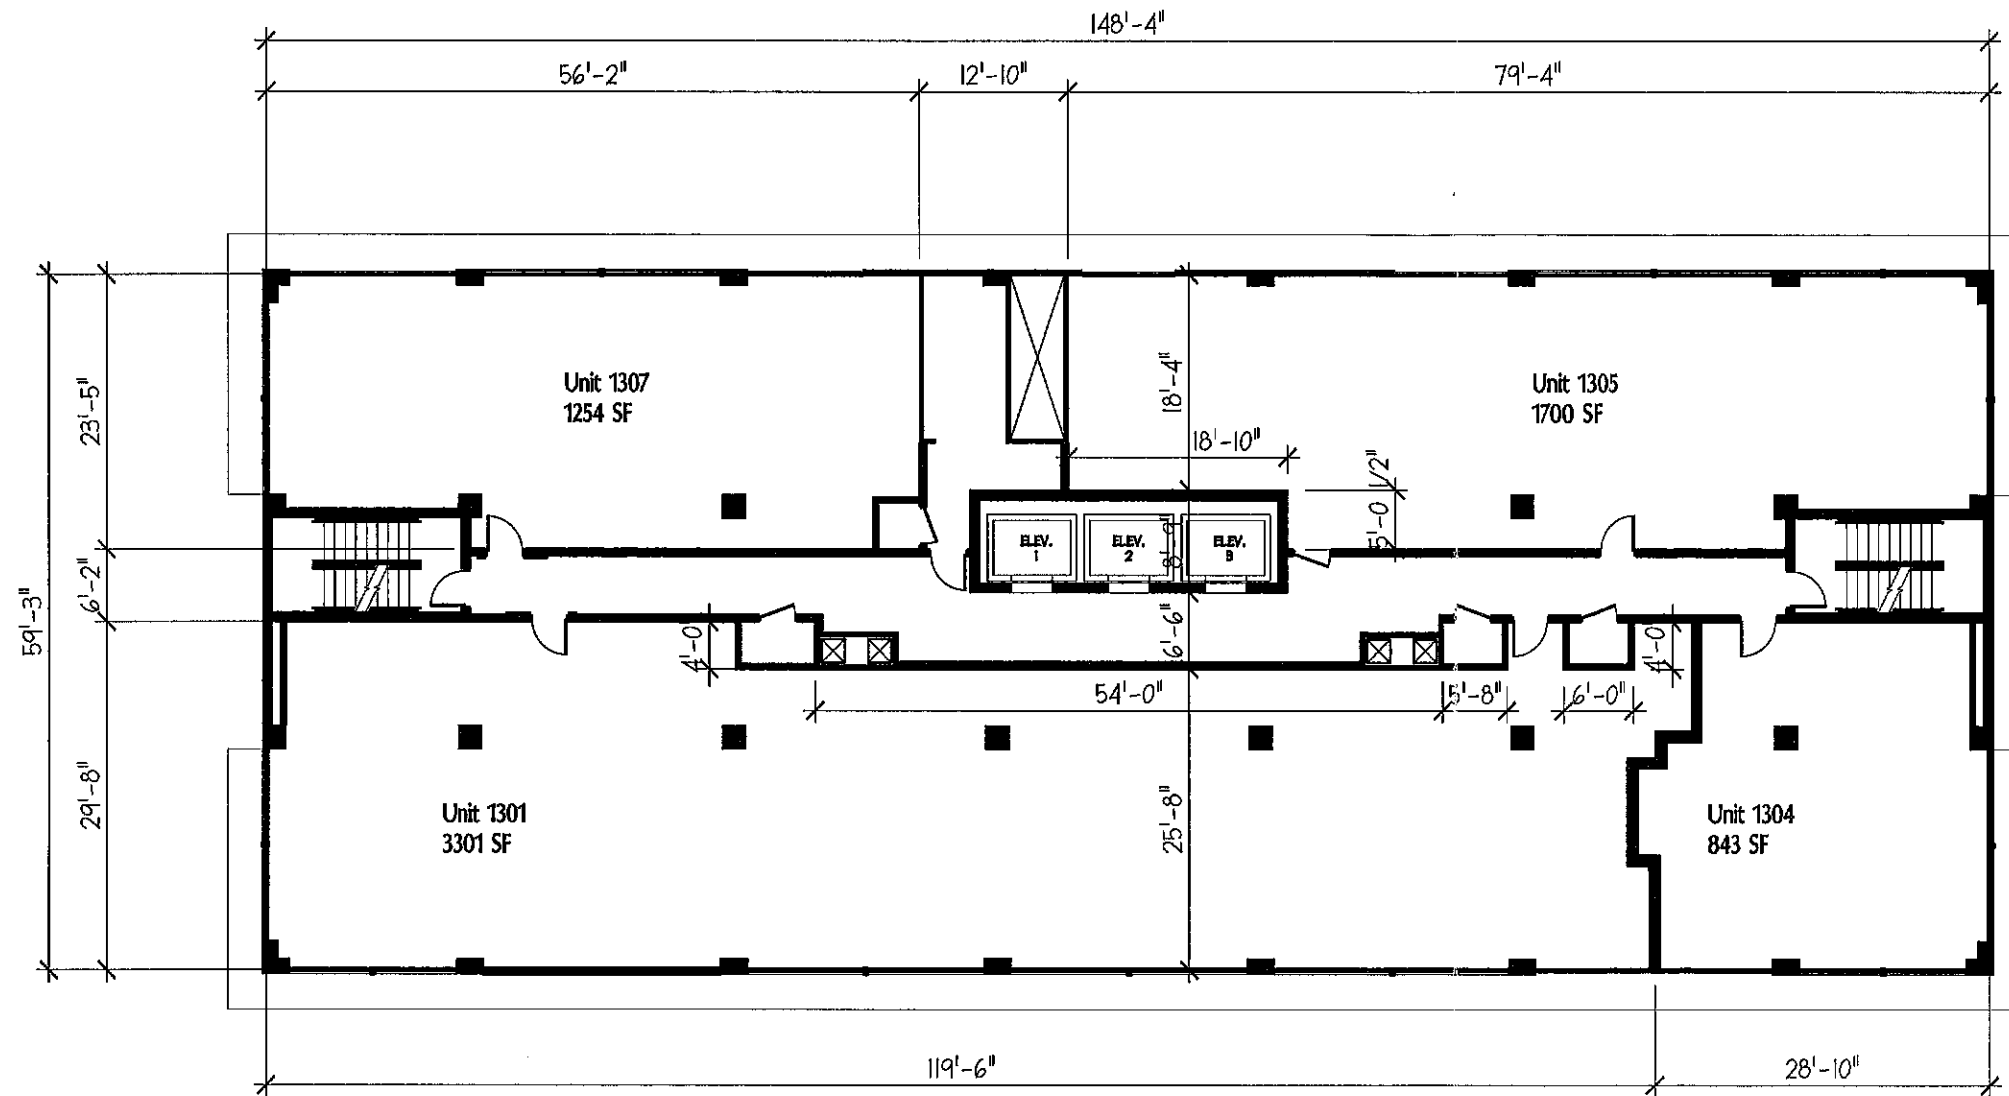 148'-4"
56'-2"
12'-10"
79'-4"
23'-5"
6'-2"
59'-3"
29'-8"
Unit 1307
1254 SF
18'-4"
Unit 1305
1700 SF
18'-10"
5'-0 1/2"
ELEV.
1
ELEV.
2
ELEV.
3
8'-9"
6'-6"
4'-0
4'-0
54'-0"
5'-8"
6'-0"
25'-8"
Unit 1301
3301 SF
Unit 1304
843 SF
119'-6"
28'-10"